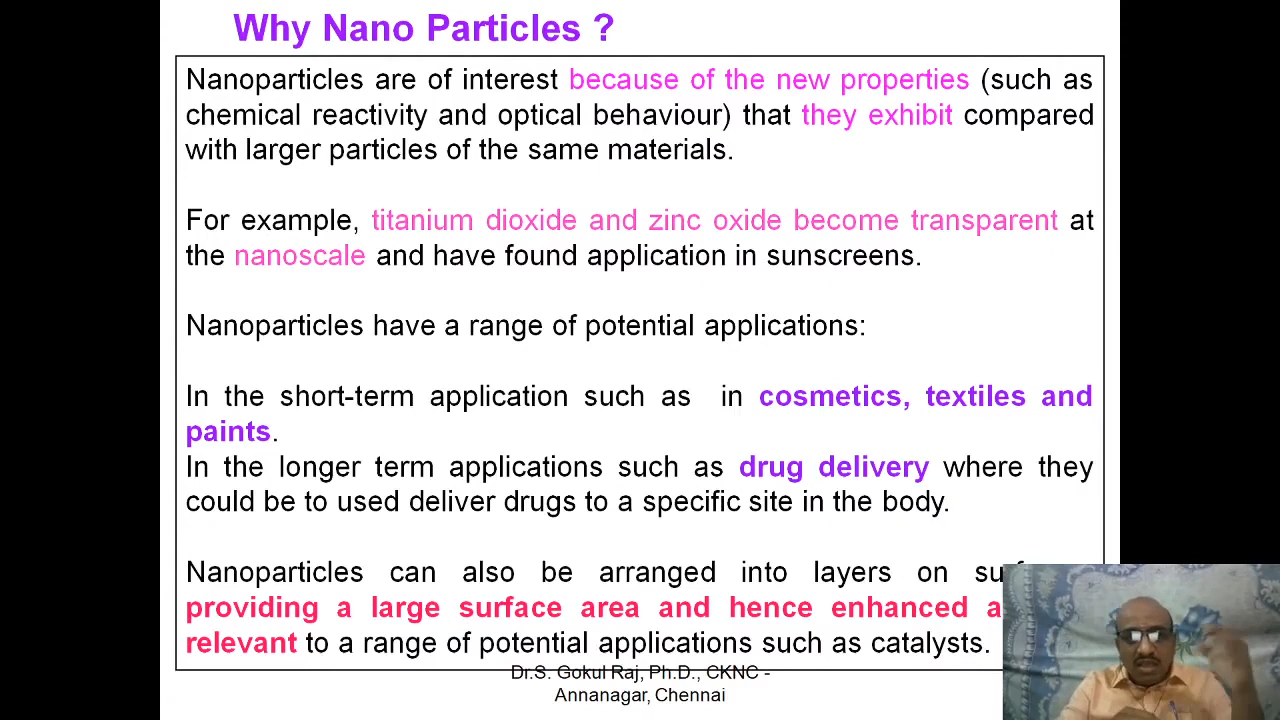 Why Nano Particles ?
Nanoparticles are of interest because of the new properties (such as
chemical reactivity and optical behaviour) that they exhibit compared
with larger particles of the same materials.
For example, titanium dioxide and zinc oxide become transparent at
the nanoscale and have found application in sunscreens.
Nanoparticles have a range of potential applications:
In the short-term application such as in cosmetics, textiles and
paints.
In the longer term applications such as drug delivery where they
could be to used deliver drugs to a specific site in the body.
Nanoparticles can also be arranged into layers on
providing a large surface area and hence enhanced
relevant to a range of potential applications such as catalysts.
Dr.S. Gokul Raj, Ph.D., CKNC -
Annanagar, Chennai